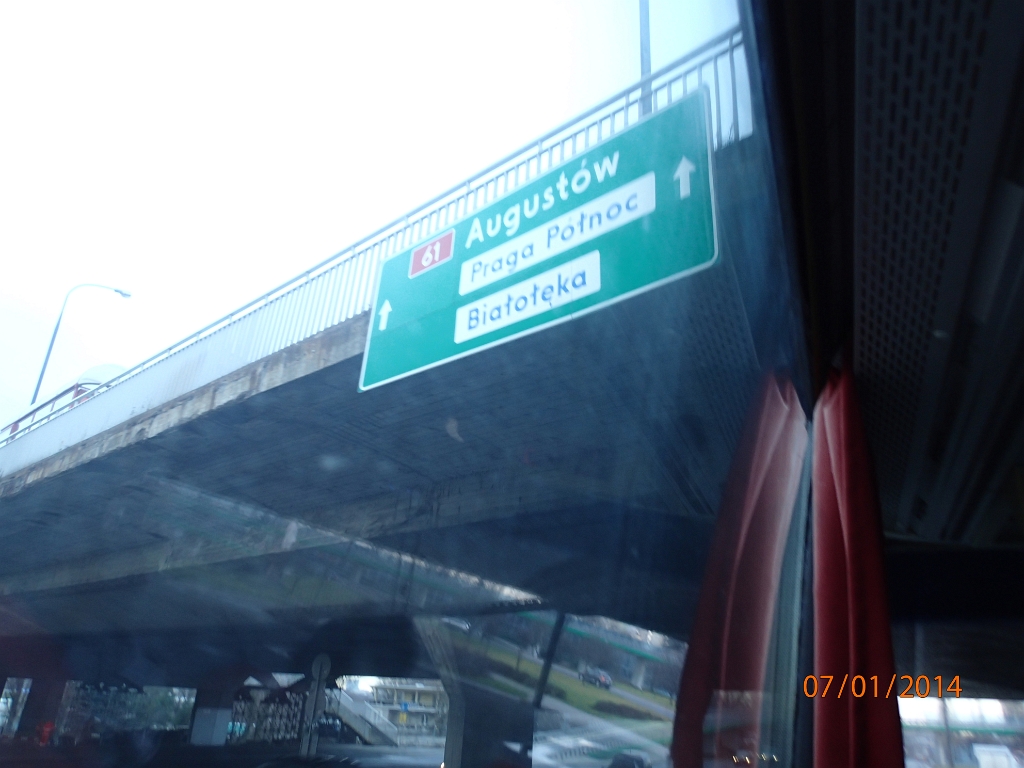 61 Augustów
Praga Północ
Białołęka
07/01/2014